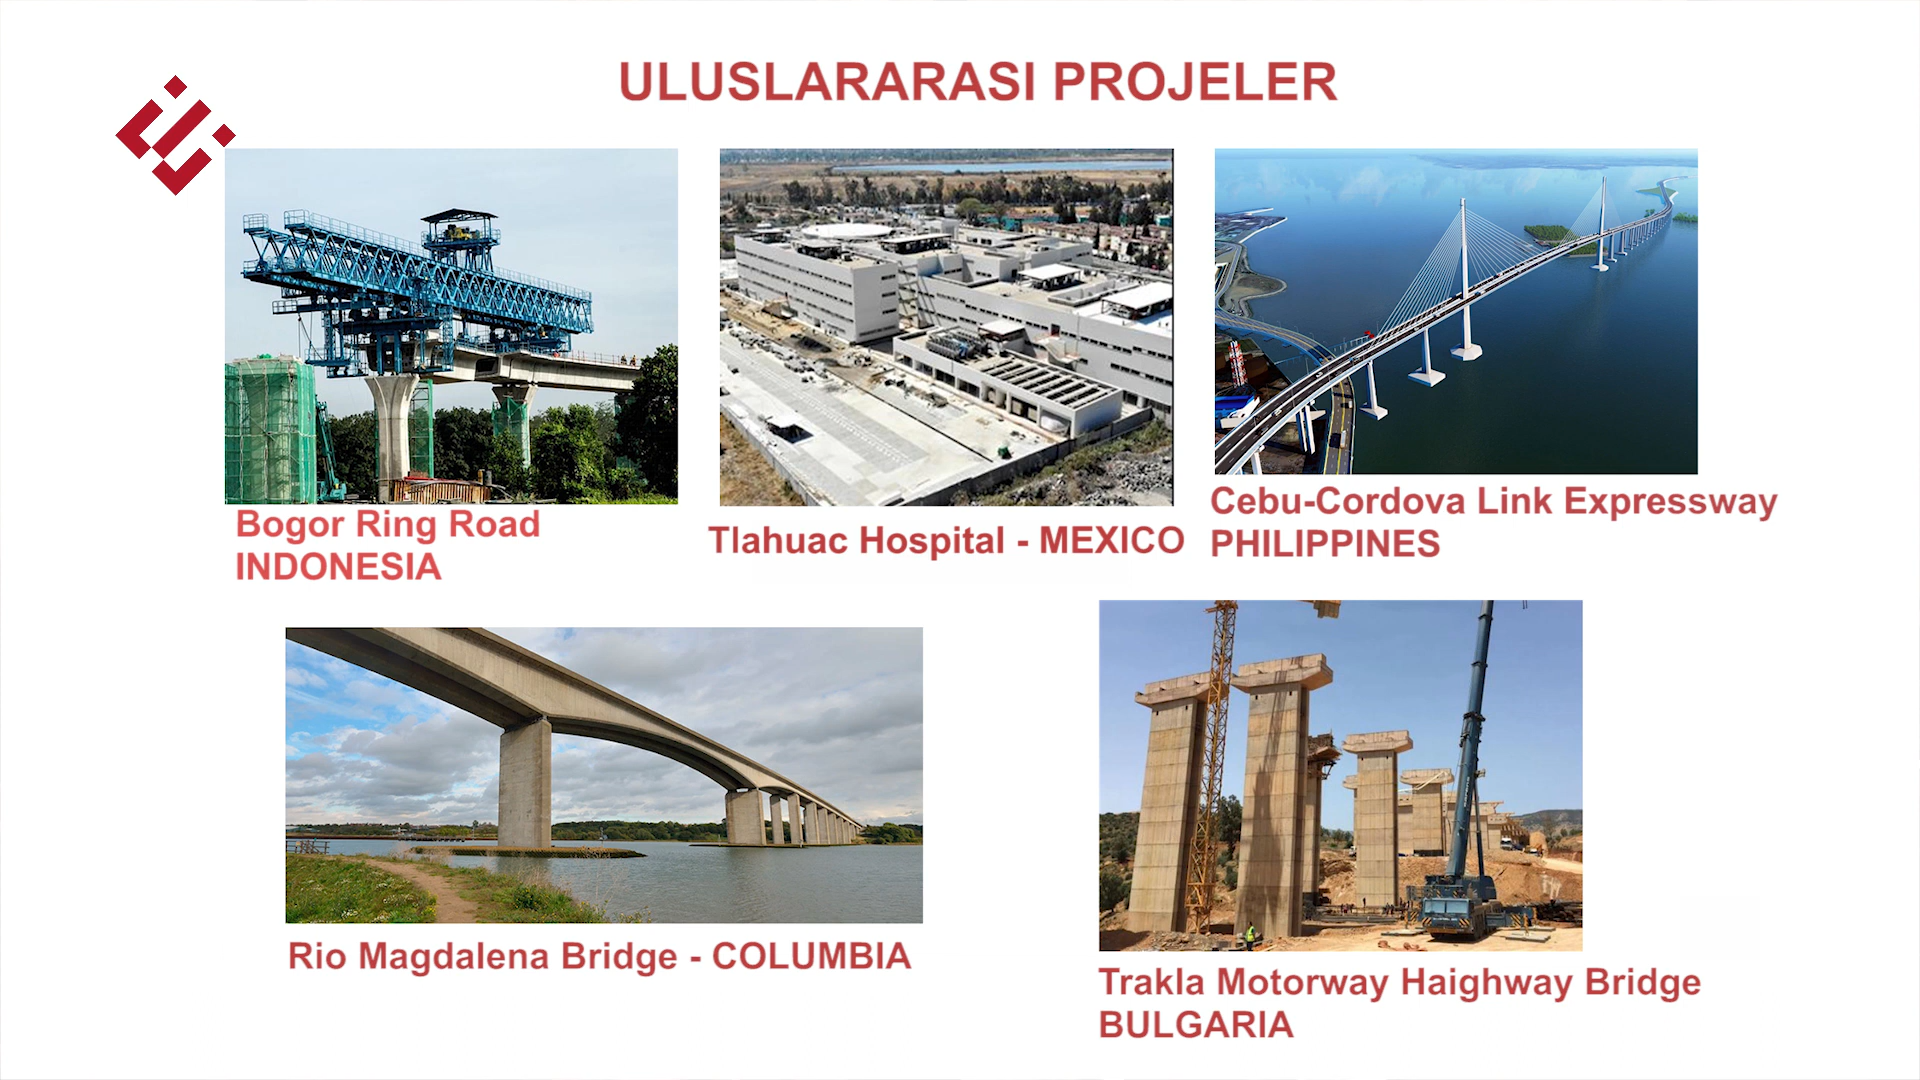 ULUSLARARASI PROJELER
Bogor Ring Road
INDONESIA
Tlahuac Hospital - MEXICO
Cebu-Cordova Link Expressway
PHILIPPINES
Rio Magdalena Bridge - COLUMBIA
Trakla Motorway Haighway Bridge
BULGARIA